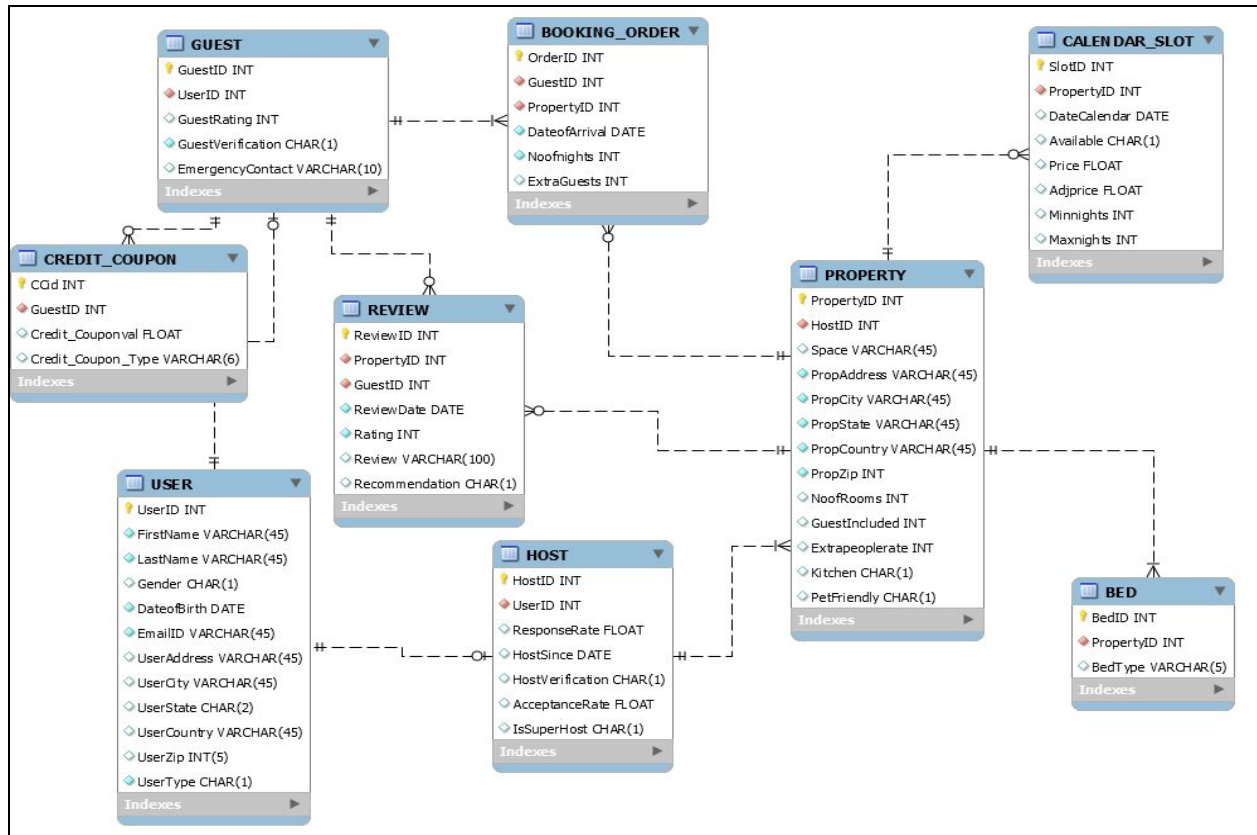 GUEST
GuestID INT
UserID INT
GuestRating INT
GuestVerification CHAR(1)
EmergencyContact VARCHAR(10)
Indexes
BOOKING_ORDER
OrderID INT
GuestID INT
PropertyID INT
DateofArrival DATE
Noofnights INT
ExtraGuests INT
Indexes
CALENDAR_SLOT
SlotID INT
PropertyID INT
DateCalendar DATE
Available CHAR(1)
Price FLOAT
Adjprice FLOAT
Minnights INT
Maxnights INT
Indexes
CREDIT_COUPON
CCid INT
GuestID INT
Credit_Couponval FLOAT
Credit_Coupon_Type VARCHAR(6)
Indexes
REVIEW
ReviewID INT
PropertyID INT
GuestID INT
ReviewDate DATE
Rating INT
Review VARCHAR(100)
Recommendation CHAR(1)
Indexes
PROPERTY
PropertyID INT
HostID INT
Space VARCHAR(45)
PropAddress VARCHAR(45)
PropCity VARCHAR(45)
PropState VARCHAR(45)
PropCountry VARCHAR(45)
PropZip INT
NoofRooms INT
GuestIncluded INT
Extrapeoplerate INT
Kitchen CHAR(1)
PetFriendly CHAR(1)
Indexes
USER
UserID INT
FirstName VARCHAR(45)
LastName VARCHAR(45)
Gender CHAR(1)
DateofBirth DATE
EmailID VARCHAR(45)
UserAddress VARCHAR(45)
UserCity VARCHAR(45)
UserState CHAR(2)
UserCountry VARCHAR(45)
UserZip INT(5)
UserType CHAR(1)
Indexes
HOST
HostID INT
UserID INT
ResponseRate FLOAT
HostSince DATE
HostVerification CHAR(1)
AcceptanceRate FLOAT
IsSuperHost CHAR(1)
Indexes
BED
BedID INT
PropertyID INT
BedType VARCHAR(5)
Indexes